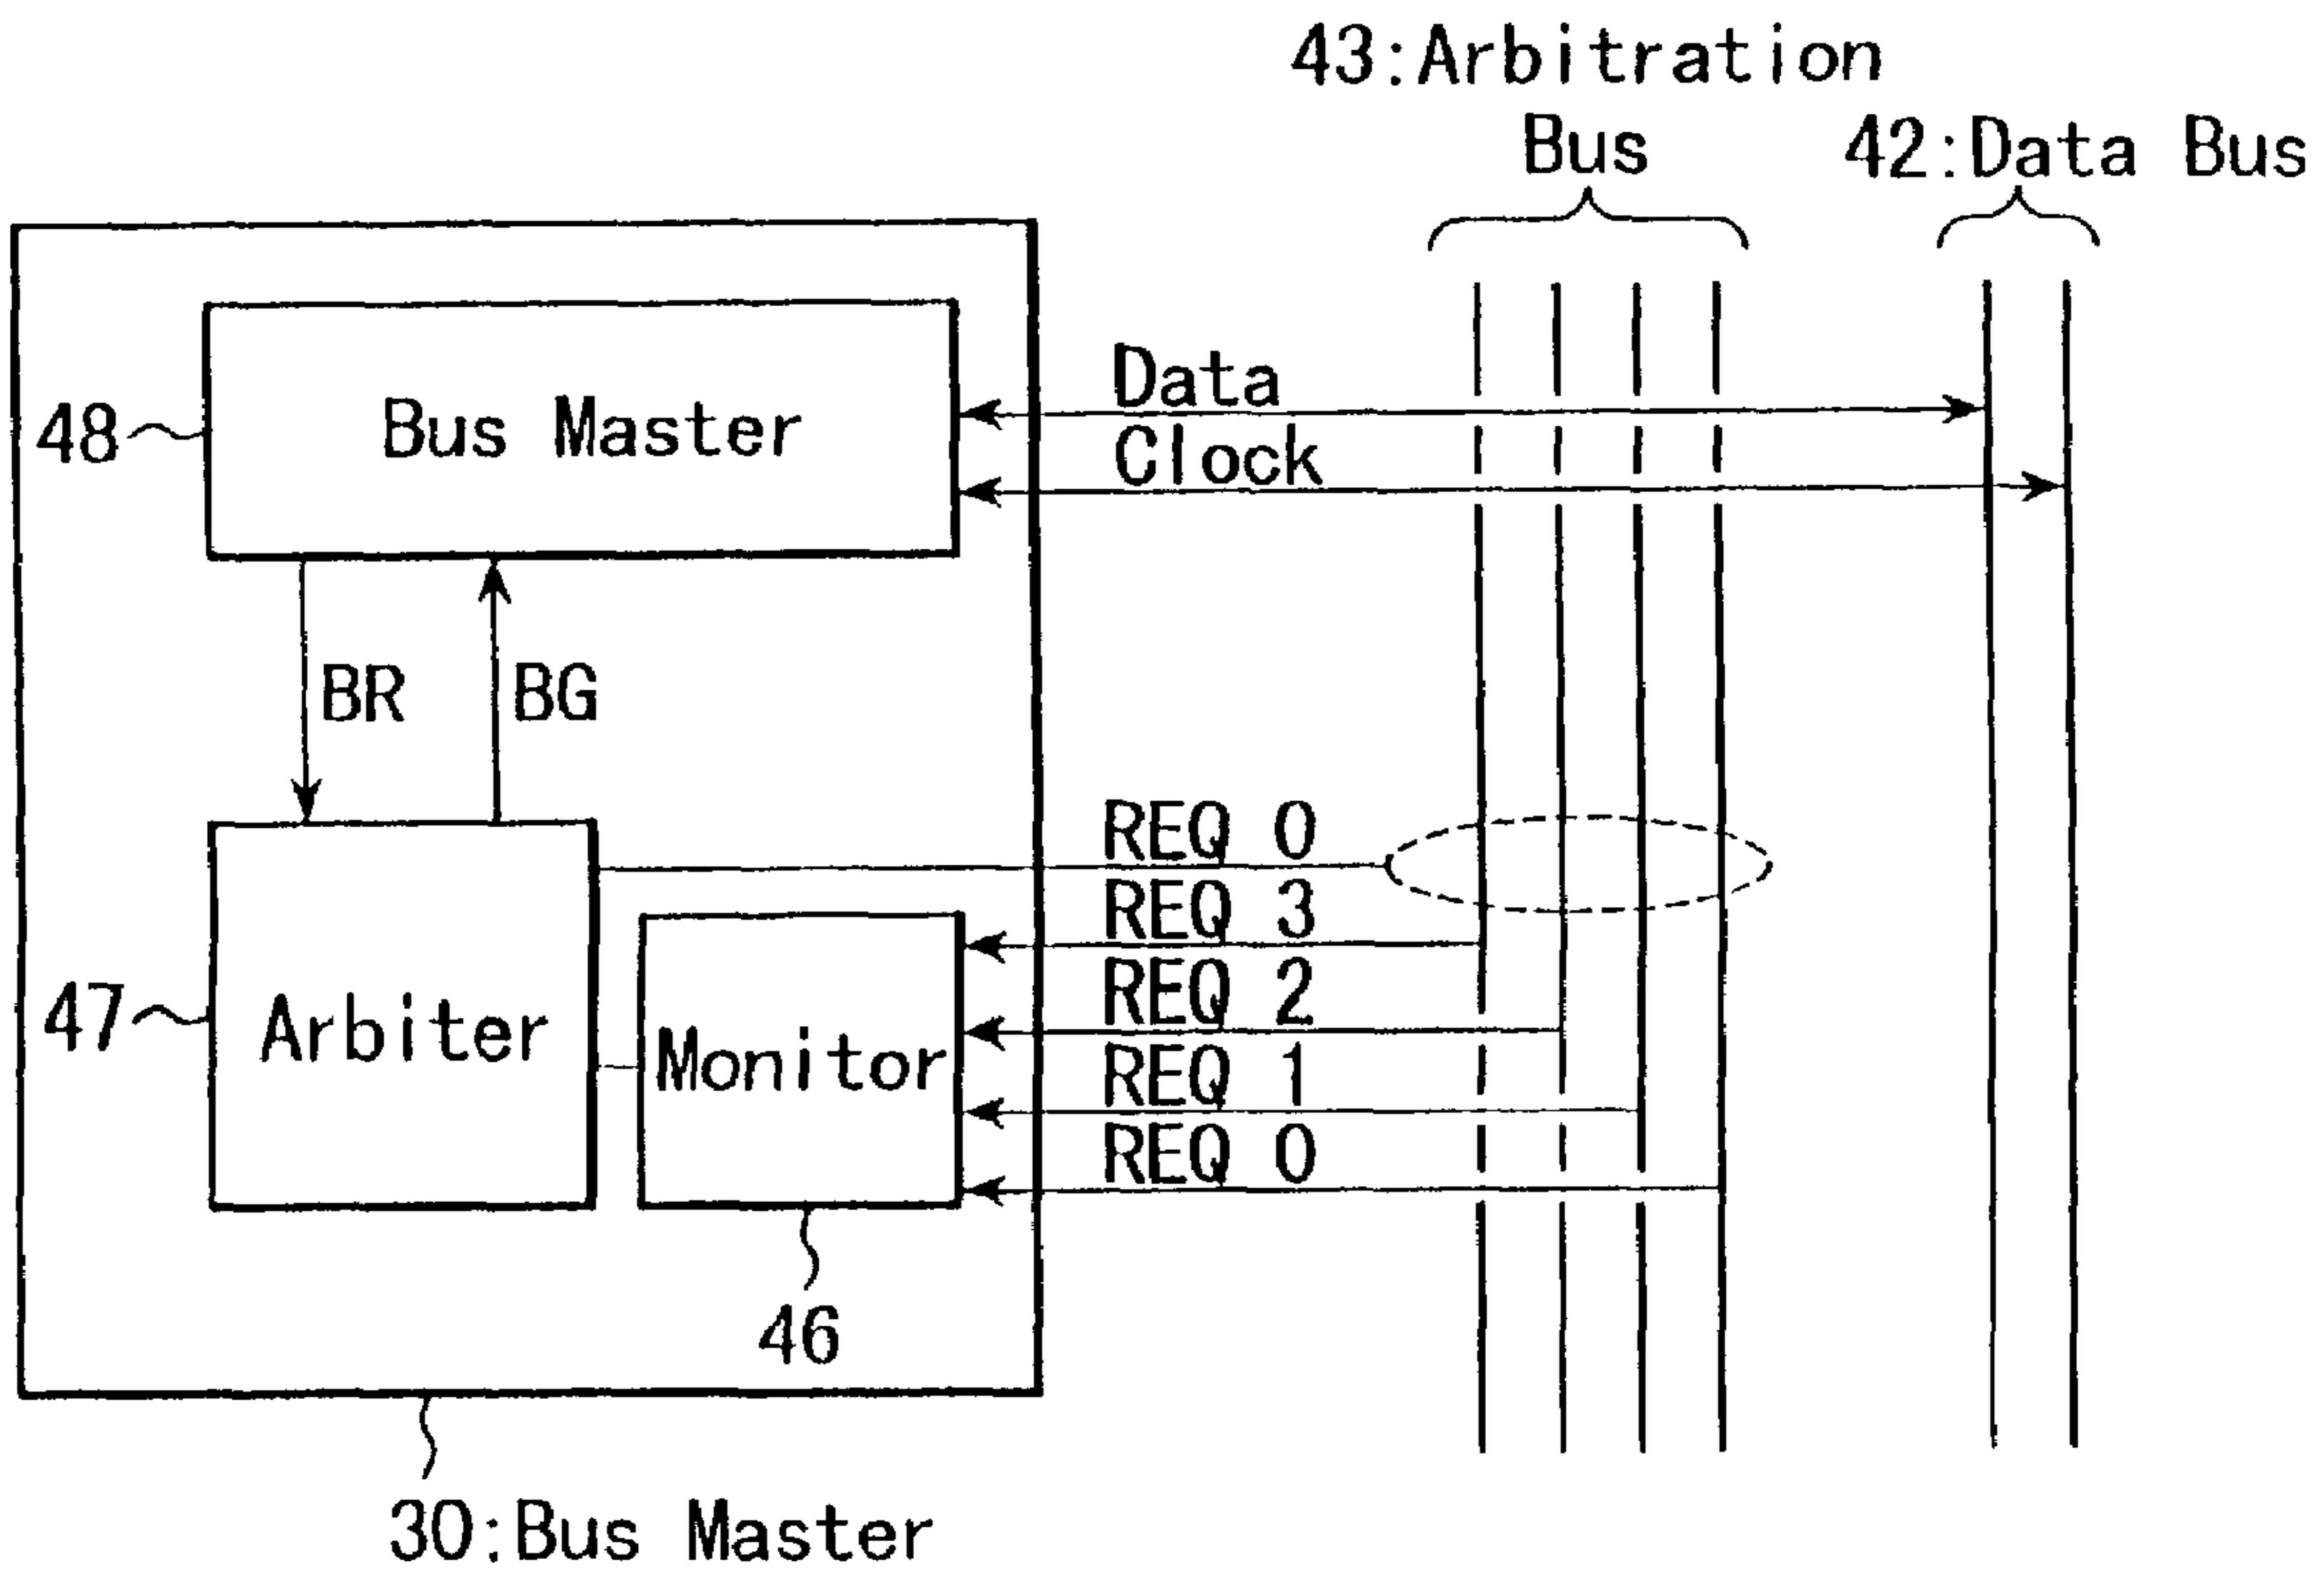 43:Arbitration
Bus
42:Data Bus
Data
48
Bus Master
Clock
BR
BG
REQ 0
REQ 3
REQ 2
47
Arbiter
Monitor
REQ 1
REQ 0
46
30:Bus Master